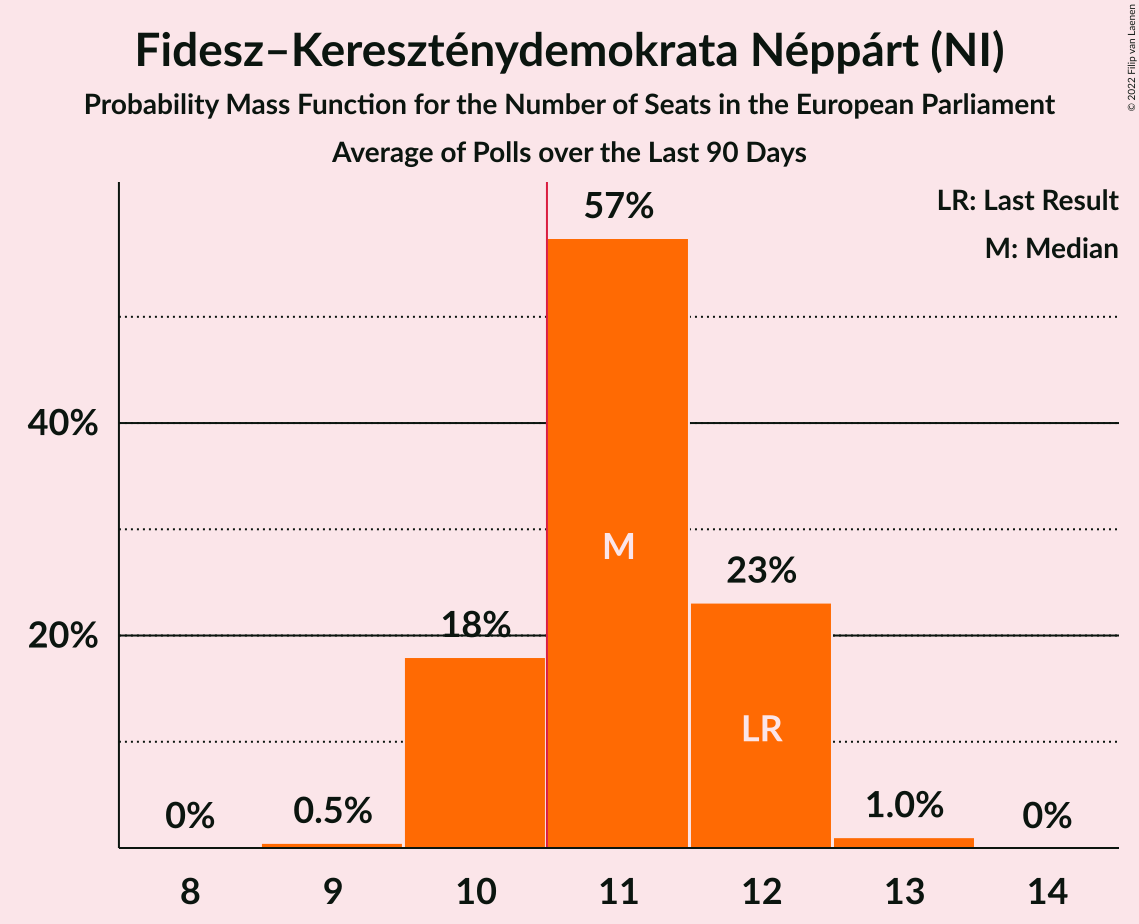 Fidesz–Kereszténydemokrata Néppárt (NI)
Probability Mass Function for the Number of Seats in the European Parliament
Average of Polls over the Last 90 Days
© 2022 Filip van Laenen
LR: Last Result
M: Median
57%
40%
M
23%
18%
20%
LR
0%
0.5%
1.0%
0%
8 9 10 11 12 13 14